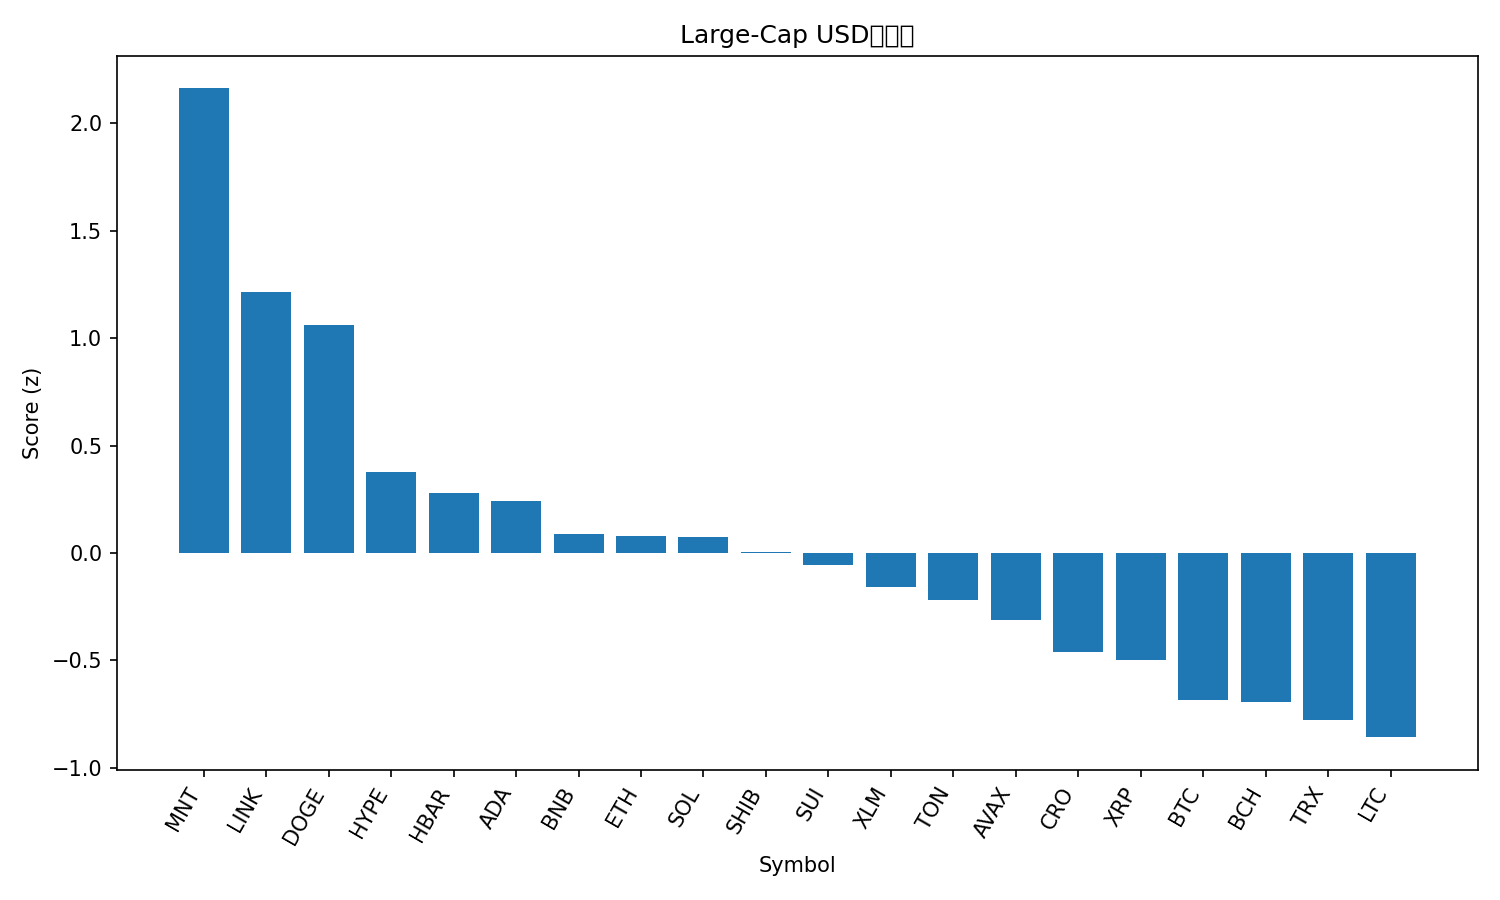 Large-Cap USD
Score (z)
2.0
1.5
1.0
0.5
0.0
−0.5
−1.0
MNT
LINK
DOGE
HYPE
HBAR
ADA
BNB
ETH
SOL
SHIB
SUI
XLM
TON
AVAX
CRO
XRP
BTC
BCH
TRX
LTC
Symbol